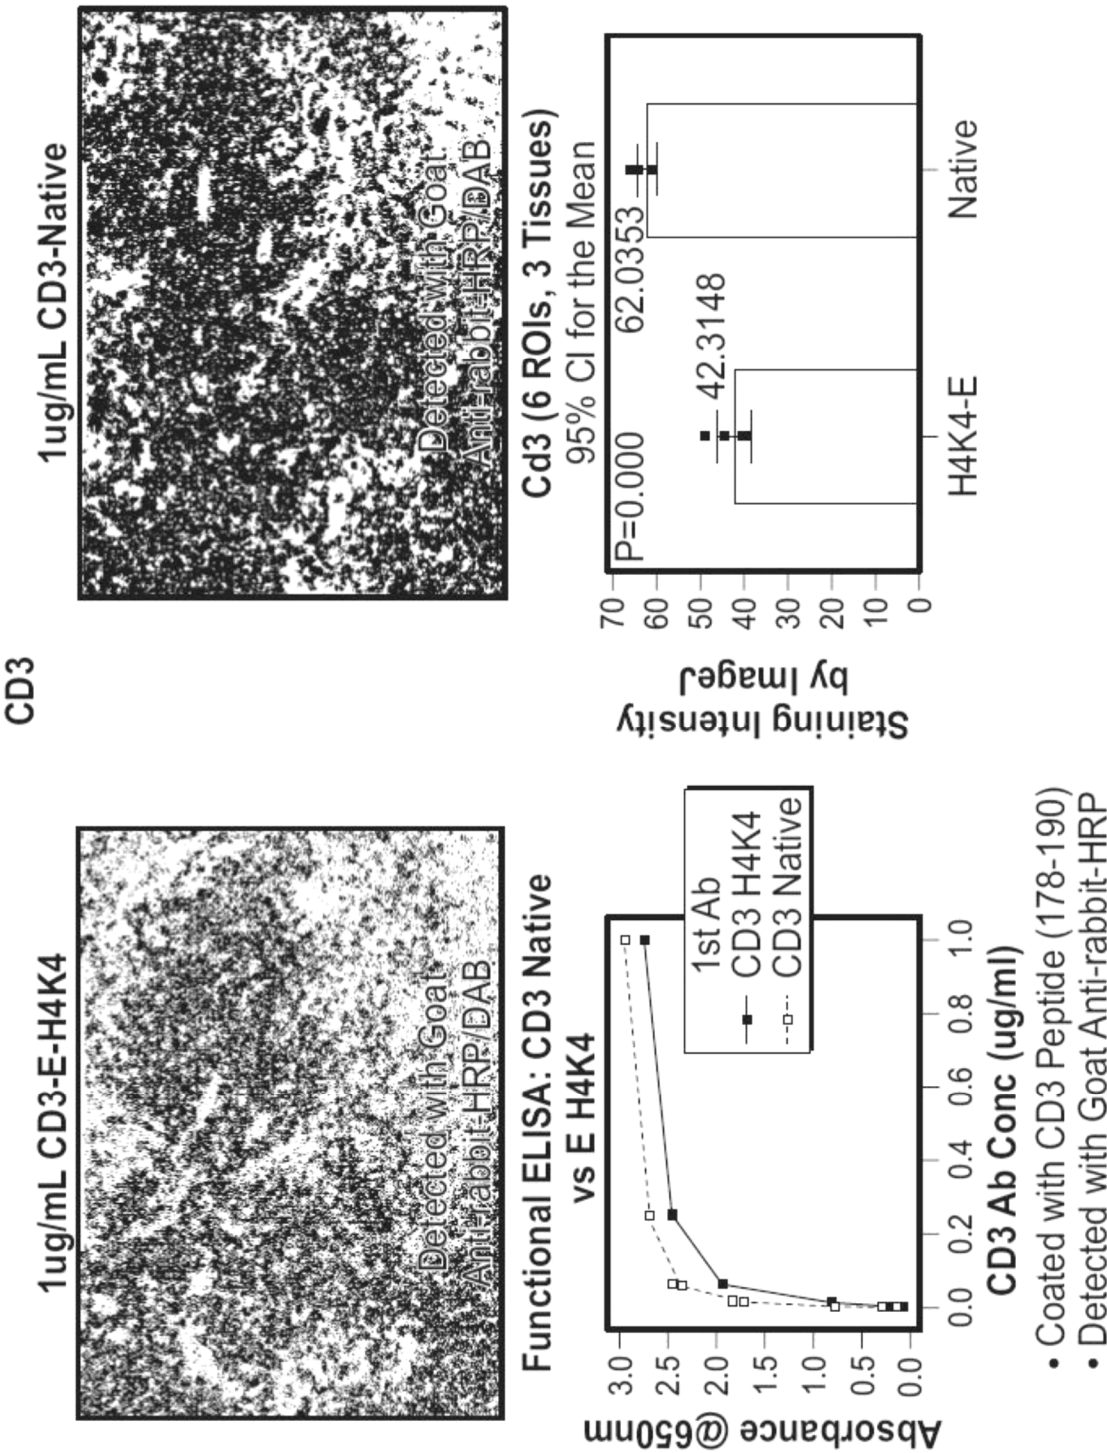 CD3
1ug/mL CD3-E-H4K4
Detected with Goat
Anti-rabbit-HRP/DAB
1ug/mL CD3-Native
Detected with Goat
Anti-rabbit-HRP/DAB
Functional ELISA: CD3 Native
vs E H4K4
Absorbance @650nm
3.0
2.5
2.0
1.5
1.0
0.5
0.0
1st Ab
CD3 H4K4
CD3 Native
0.0 0.2 0.4 0.6 0.8 1.0
CD3 Ab Conc (ug/ml)
• Coated with CD3 Peptide (178-190)
• Detected with Goat Anti-rabbit-HRP
Cd3 (6 ROIs, 3 Tissues)
95% CI for the Mean
Staining Intensity
by ImageJ
70
60
50
40
30
20
10
0
P=0.000
62.0353
42.3148
H4K4-E Native